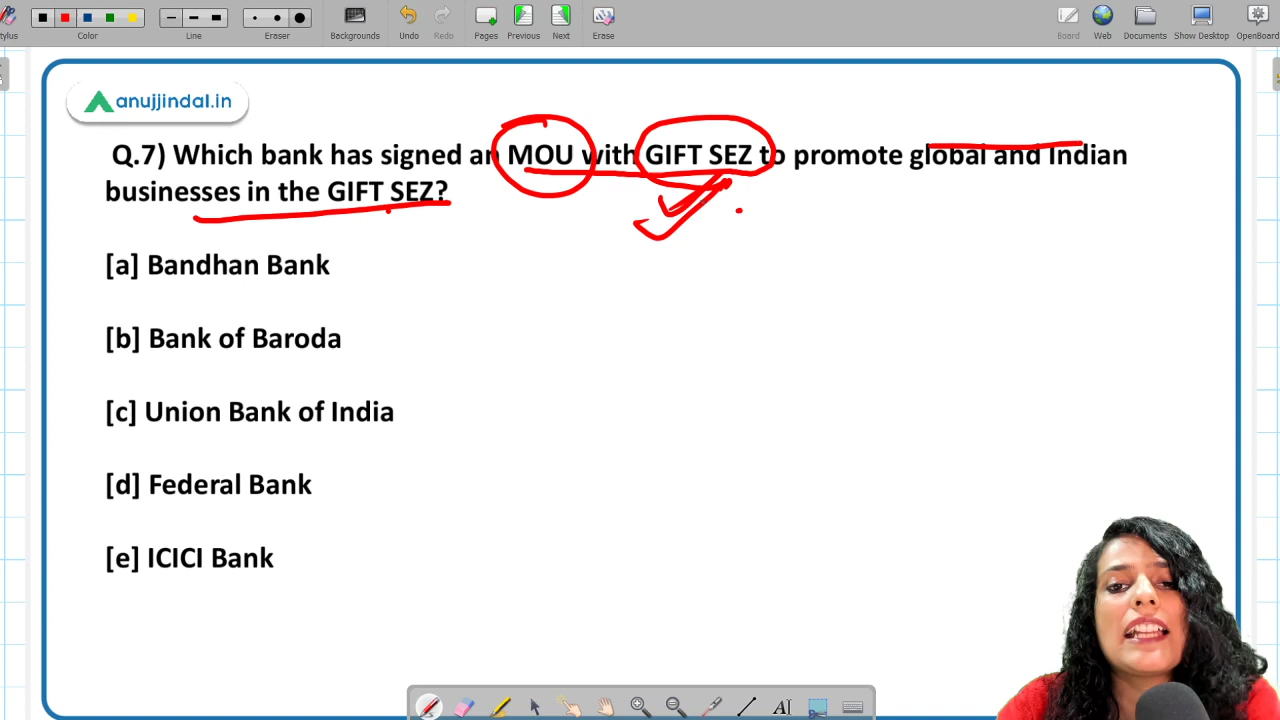 Color
Line
Eraser
Backgrounds
Undo
Redo
Pages
Previous
Next
Erase
Board
Web
Documents
Show Desktop
OpenBoard
anujjindal.in
Q.7) Which bank has signed an MOU with GIFT SEZ to promote global and Indian
businesses in the GIFT SEZ?
[a] Bandhan Bank
[b] Bank of Baroda
[c] Union Bank of India
[d] Federal Bank
[e] ICICI Bank